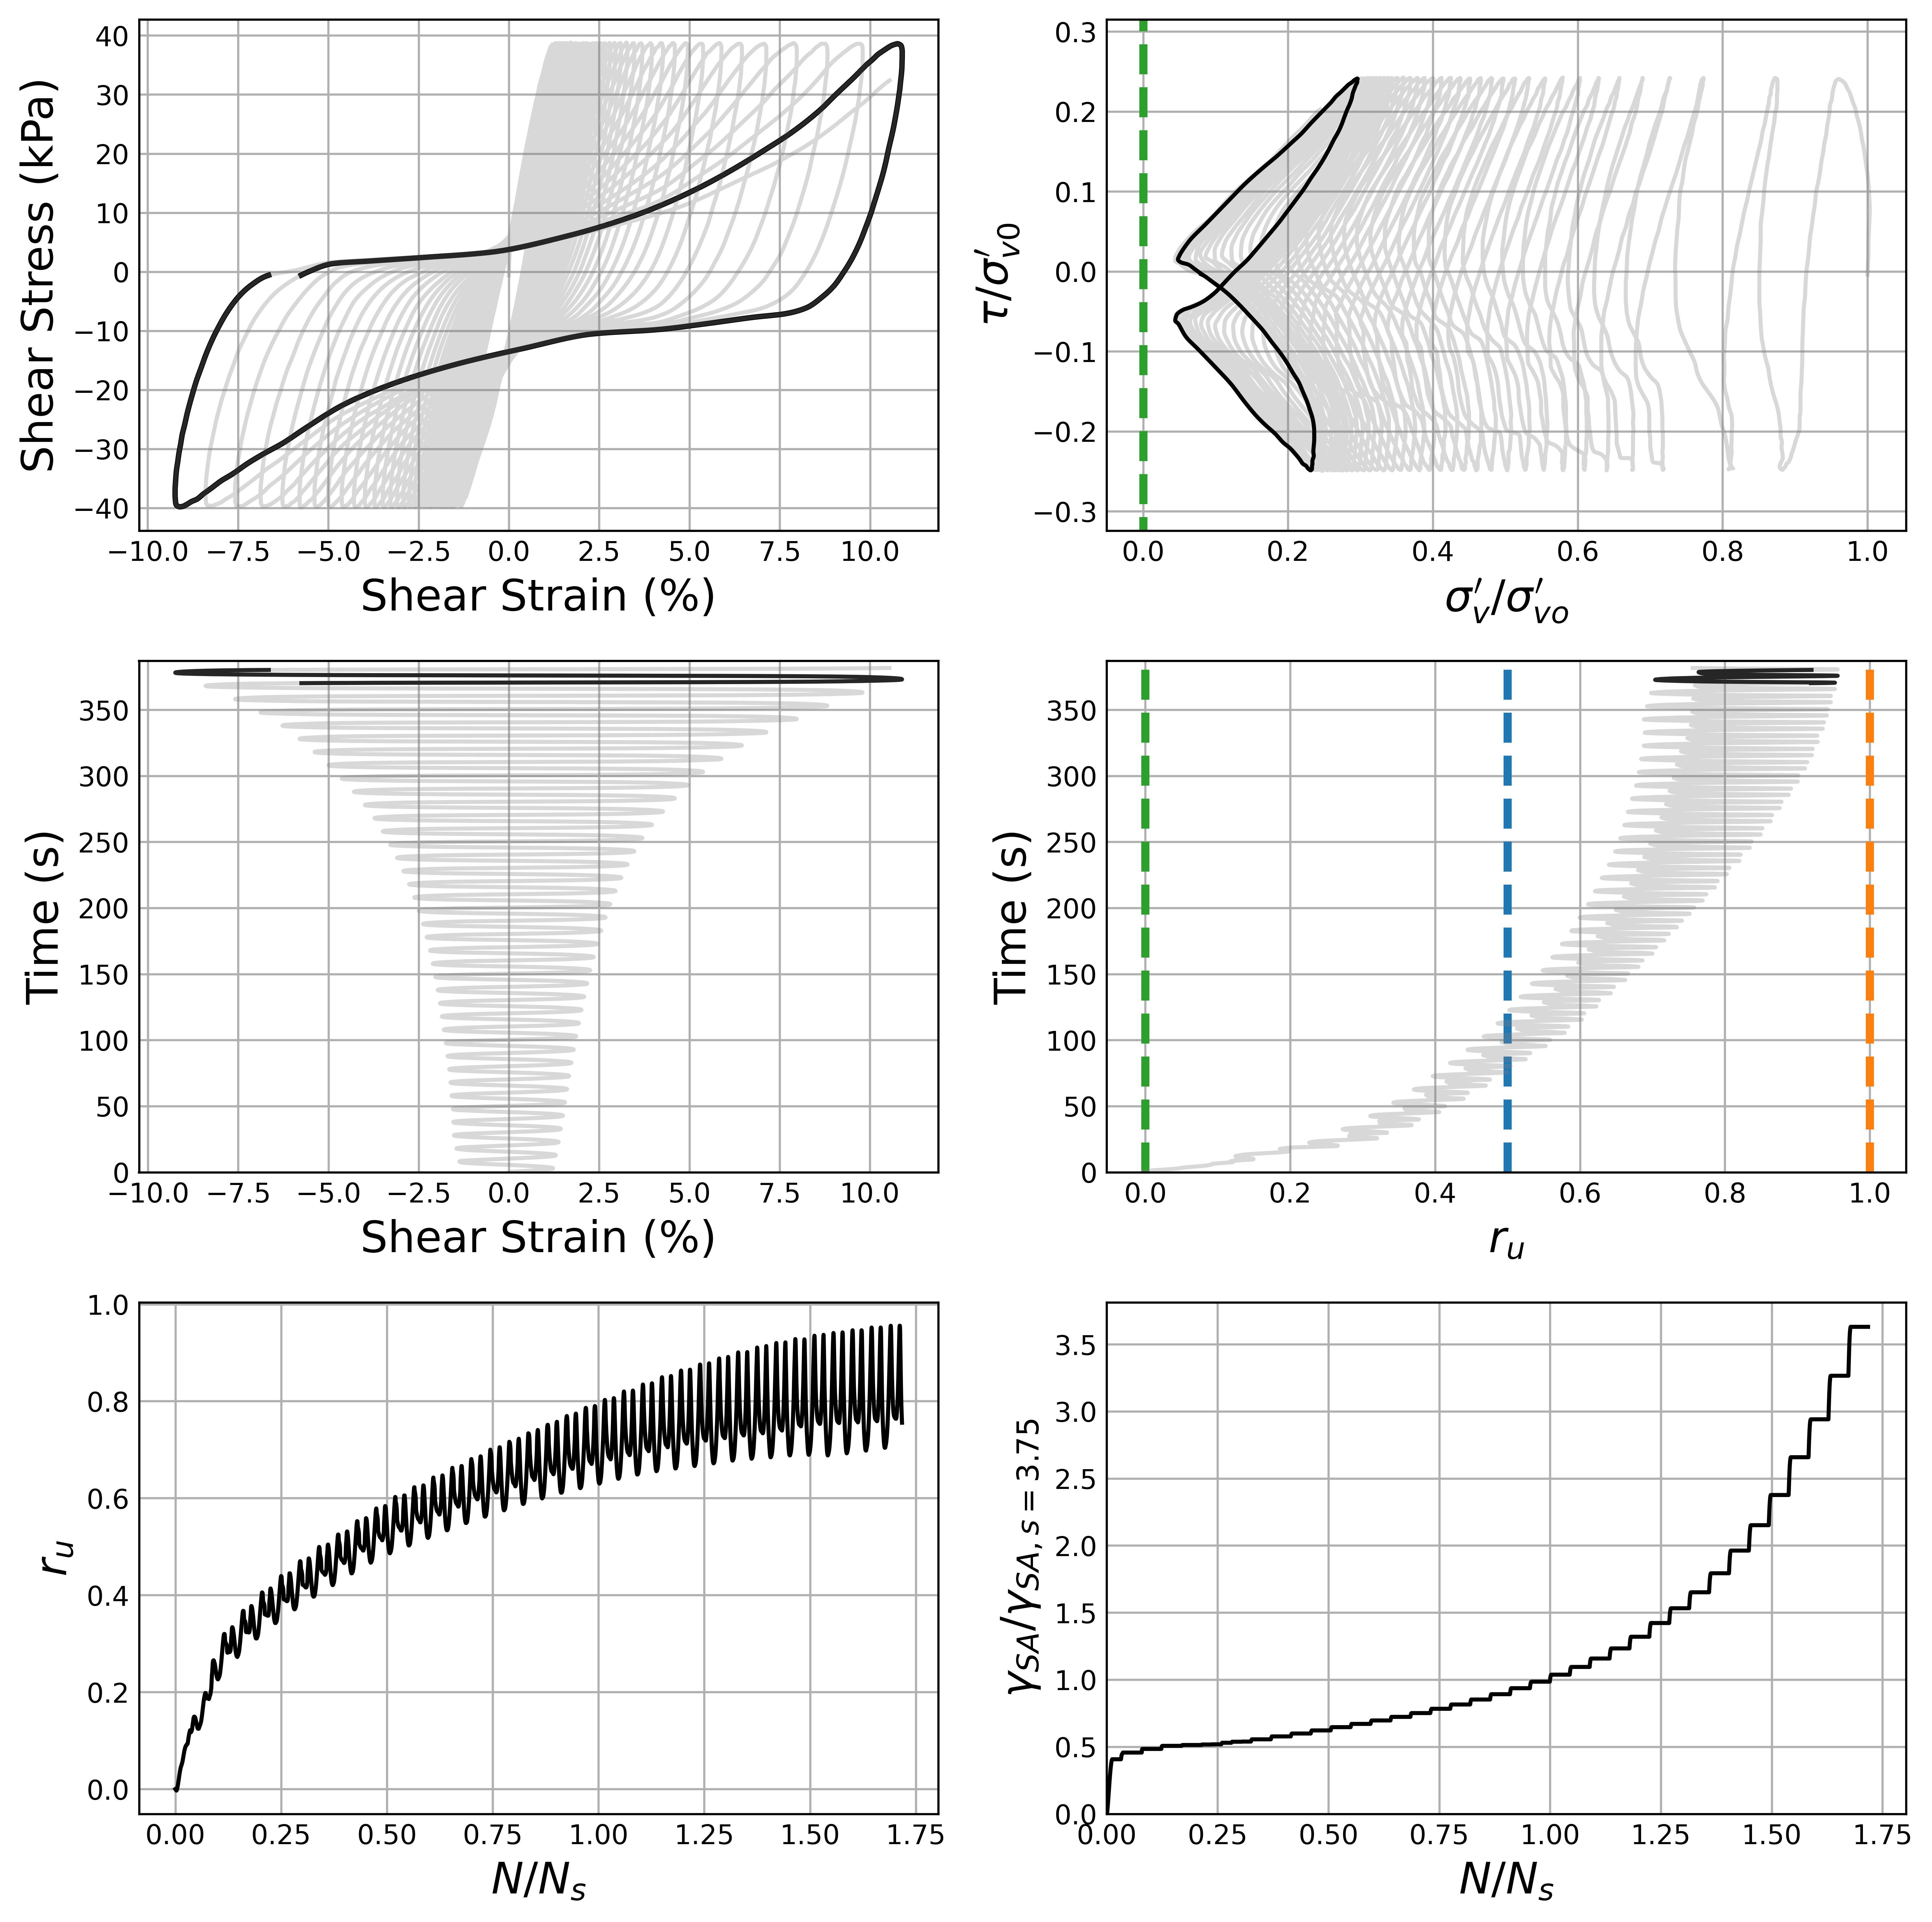 Shear Stress (kPa)
40
30
20
10
0
−10
−20
−30
−40
−10.0 −7.5 −5.0 −2.5 0.0 2.5 5.0 7.5 10.0
Shear Strain (%)
τ/σ′v0
0.3
0.2
0.1
0.0
−0.1
−0.2
−0.3
0.0 0.2 0.4 0.6 0.8 1.0
σ′v/σ′vo
Time (s)
350
300
250
200
150
100
50
0
−10.0 −7.5 −5.0 −2.5 0.0 2.5 5.0 7.5 10.0
Shear Strain (%)
Time (s)
350
300
250
200
150
100
50
0
0.0 0.2 0.4 0.6 0.8 1.0
ru
ru
1.0
0.8
0.6
0.4
0.2
0.0
0.00 0.25 0.50 0.75 1.00 1.25 1.50 1.75
N/Ns
γSA/γSA, s = 3.75
3.5
3.0
2.5
2.0
1.5
1.0
0.5
0.0
0.00 0.25 0.50 0.75 1.00 1.25 1.50 1.75
N/Ns